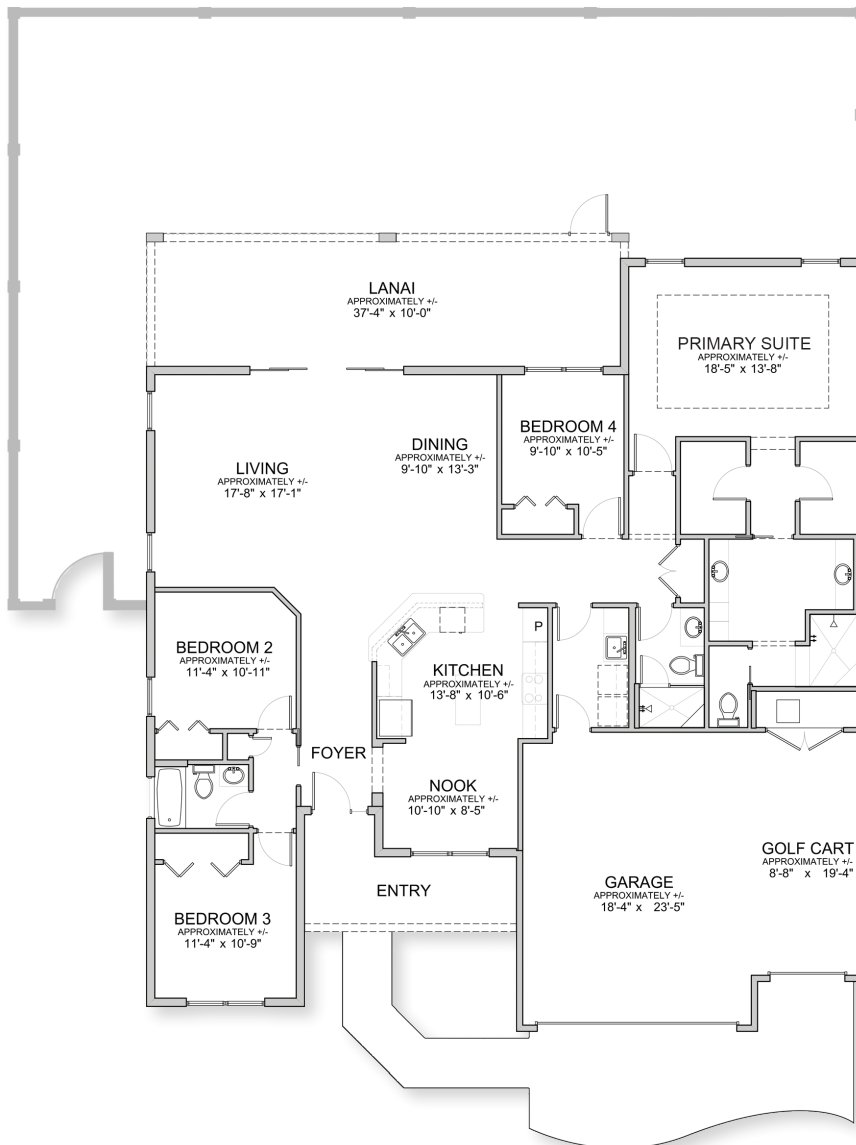 LANAI
APPROXIMATELY +/-
37'-4" x 10'-0"
PRIMARY SUITE
APPROXIMATELY +/-
18'-5" x 13'-8"
BEDROOM 4
APPROXIMATELY +/-
9'-10" x 10'-5"
DINING
APPROXIMATELY +/-
9'-10" x 13'-3"
LIVING
APPROXIMATELY +/-
17'-8" x 17'-1"
BEDROOM 2
APPROXIMATELY +/-
11'-4" x 10'-11"
P
KITCHEN
APPROXIMATELY +/-
13'-8" x 10'-6"
FOYER
NOOK
APPROXIMATELY +/-
10'-10" x 8'-5"
GOLF CART
APPROXIMATELY +/-
8'-8" x 19'-4"
GARAGE
APPROXIMATELY +/-
18'-4" x 23'-5"
ENTRY
BEDROOM 3
APPROXIMATELY +/-
11'-4" x 10'-9"